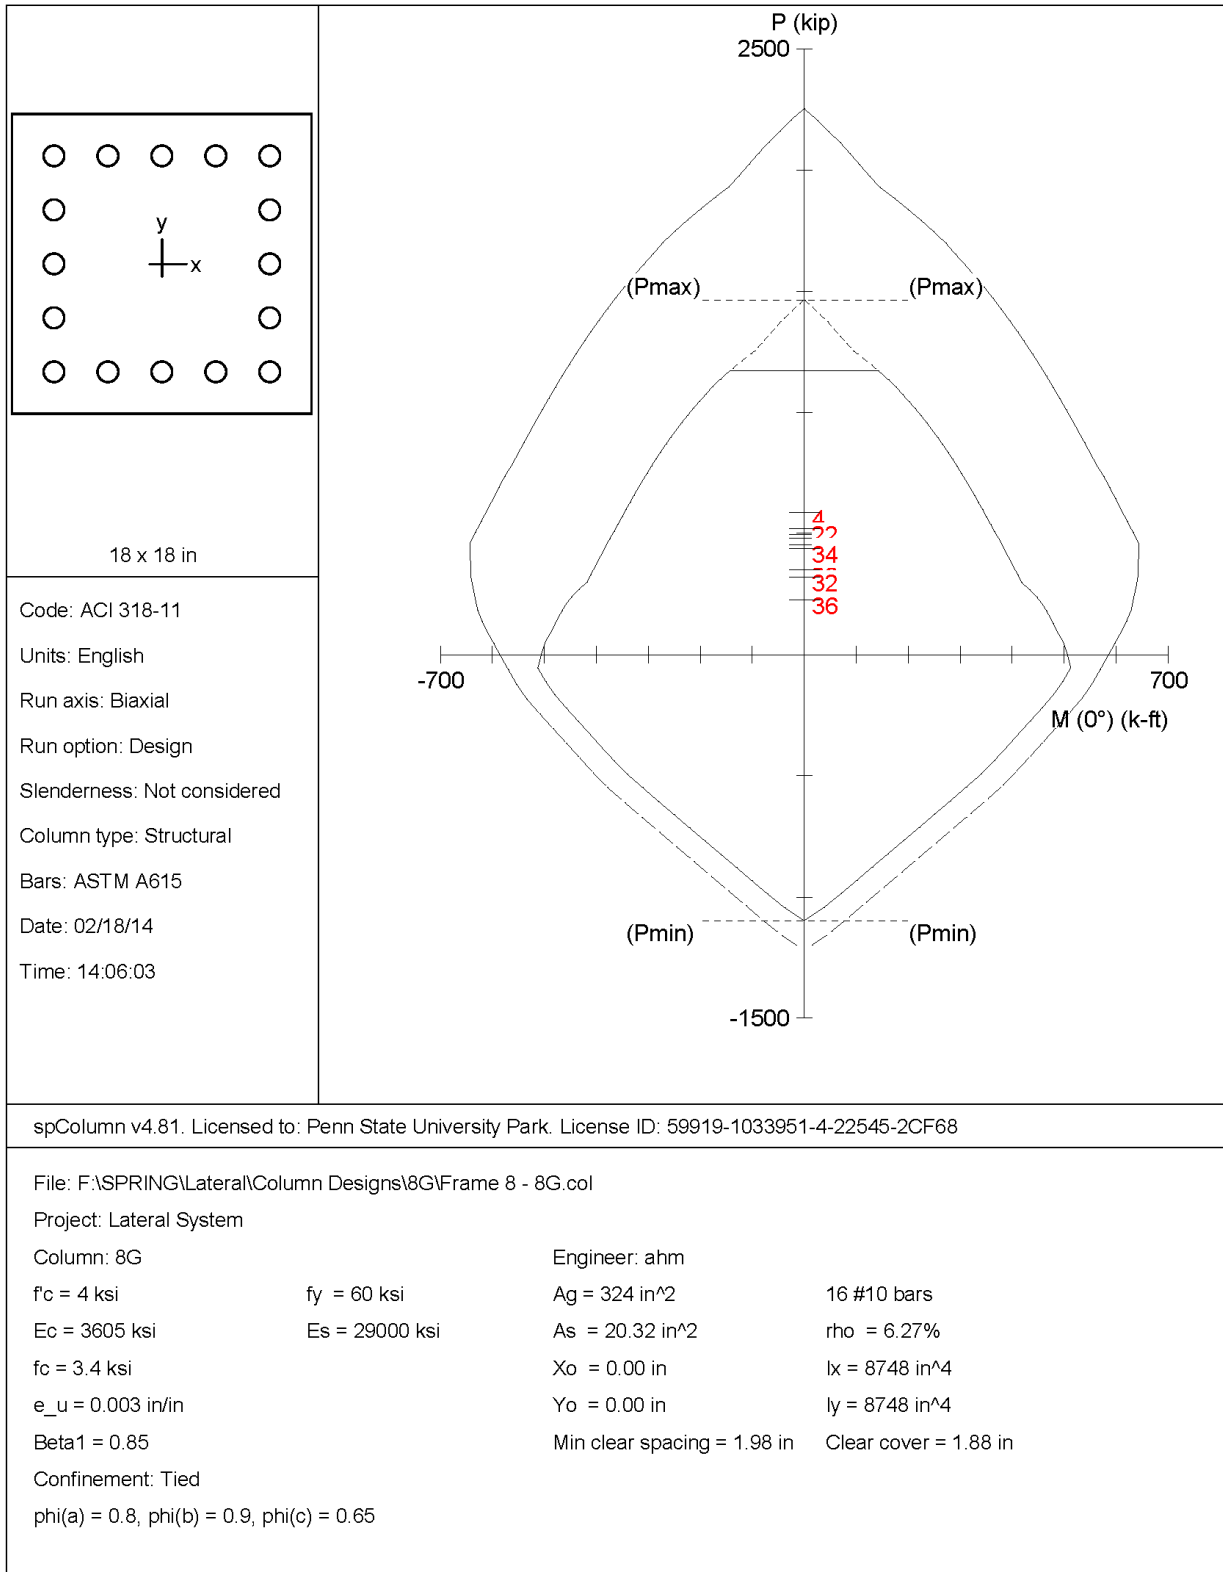 P (kip)
2500
(Pmax)
(Pmax)
y
x
18 x 18 in
4
22
34
32
36
-700
700
M (0°) (k-ft)
(Pmin)
(Pmin)
-1500
Code: ACI 318-11
Units: English
Run axis: Biaxial
Run option: Design
Slenderness: Not considered
Column type: Structural
Bars: ASTM A615
Date: 02/18/14
Time: 14:06:03
spColumn v4.81. Licensed to: Penn State University Park. License ID: 59919-1033951-4-22545-2CF68
File: F:\SPRING\Lateral\Column Designs\8G\Frame 8 - 8G.col
Project: Lateral System
Column: 8G Engineer: ahm
f'c = 4 ksi fy = 60 ksi Ag = 324 in^2 16 #10 bars
Ec = 3605 ksi Es = 29000 ksi As = 20.32 in^2 rho = 6.27%
fc = 3.4 ksi Xo = 0.00 in Ix = 8748 in^4
e_u = 0.003 in/in Yo = 0.00 in Iy = 8748 in^4
Beta1 = 0.85 Min clear spacing = 1.98 in Clear cover = 1.88 in
Confinement: Tied
phi(a) = 0.8, phi(b) = 0.9, phi(c) = 0.65